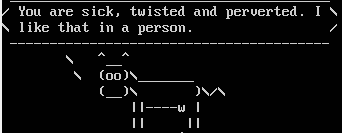 You are sick, twisted and perverted. I
like that in a person.